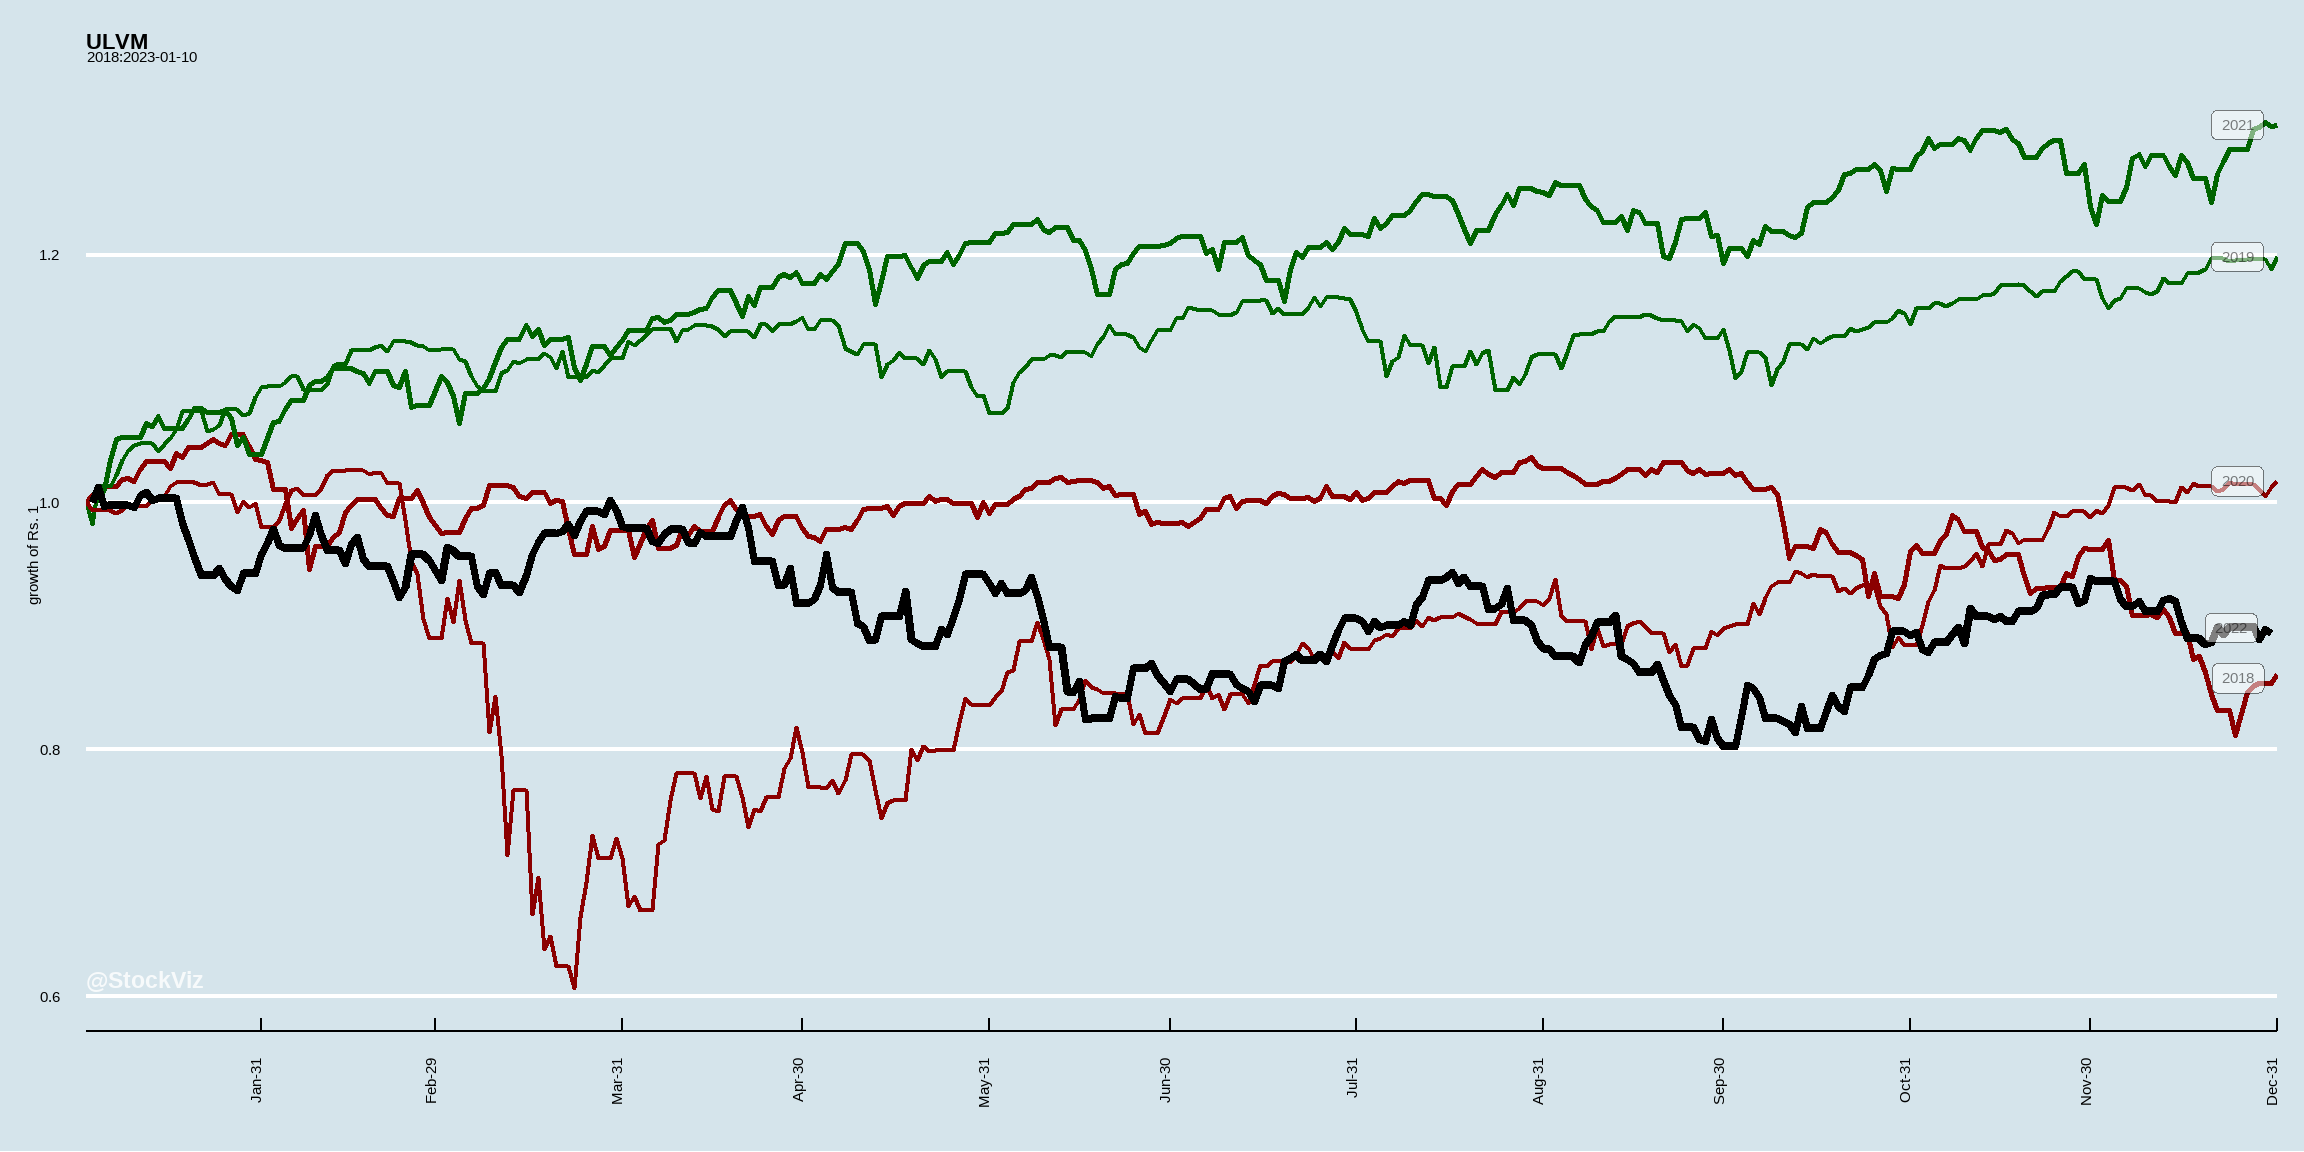 ULVM
2018:2023-01-10
2021
1.2
2019
2020
1.0
growth of Rs. 1
2022
2018
0.8
@StockViz
0.6
Jan-31
Feb-29
Mar-31
Apr-30
May-31
Jun-30
Jul-31
Aug-31
Sep-30
Oct-31
Nov-30
Dec-31